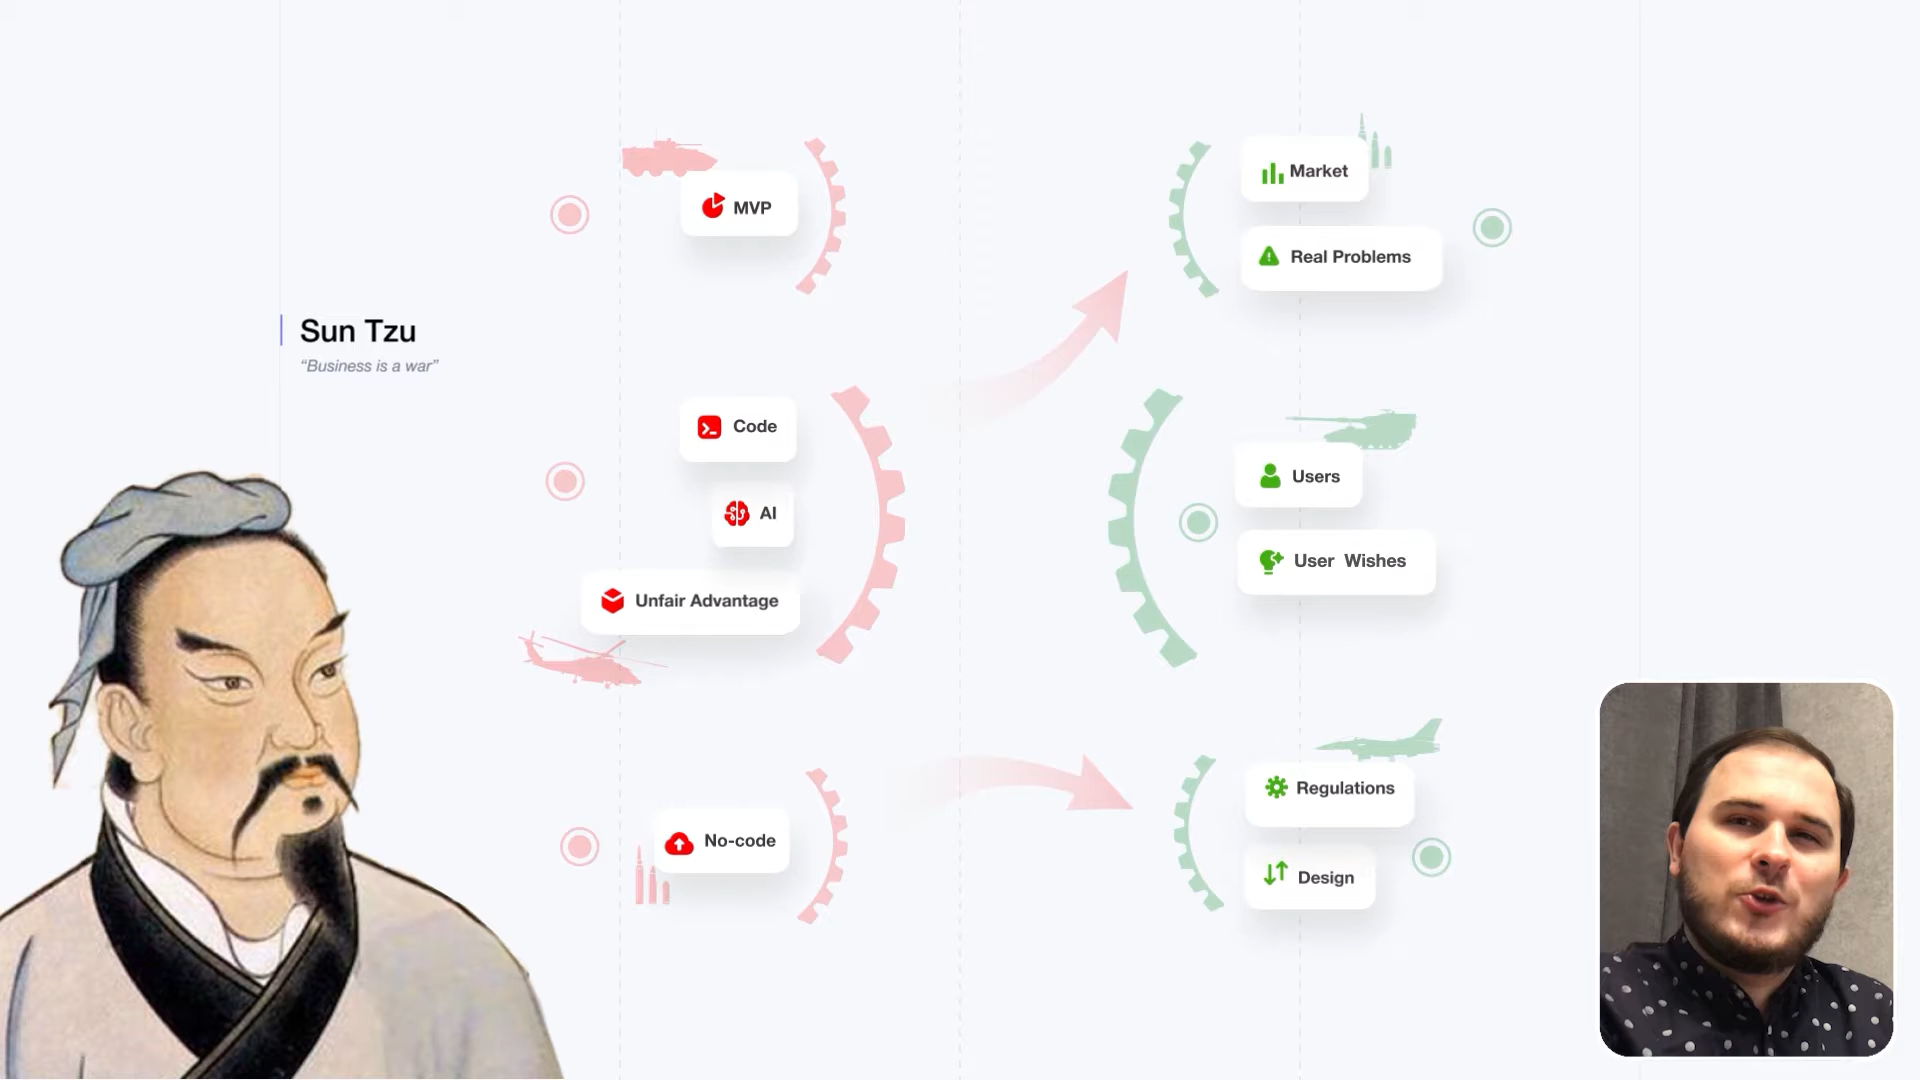 Sun Tzu
“Business is a war”
MVP
Code
AI
Unfair Advantage
No-code
Market
Real Problems
Users
User Wishes
Regulations
Design